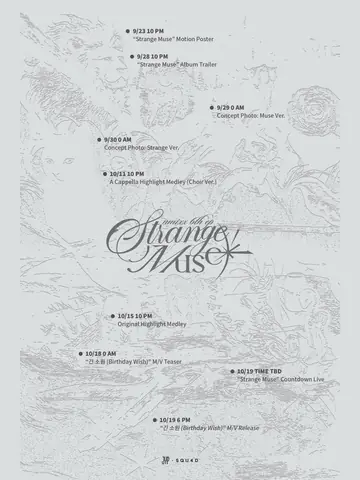 9/23 10 PM
"Strange Muse" Motion Poster
9/28 10 PM
"Strange Muse" Album Trailer
9/29 0 AM
Concept Photo: Muse Ver.
9/30 0 AM
Concept Photo: Strange Ver.
10/11 10 PM
A Cappella Highlight Medley (Choir Ver.)
nmixx 6th ep
Strange
Muse
10/15 10 PM
Original Highlight Medley
10/18 0 AM
"긴 소원 (Birthday Wish)" M/V Teaser
10/19 TIME TBD
"Strange Muse" Countdown Live
10/19 6 PM
"긴 소원 (Birthday Wish)" M/V Release
SQU4D